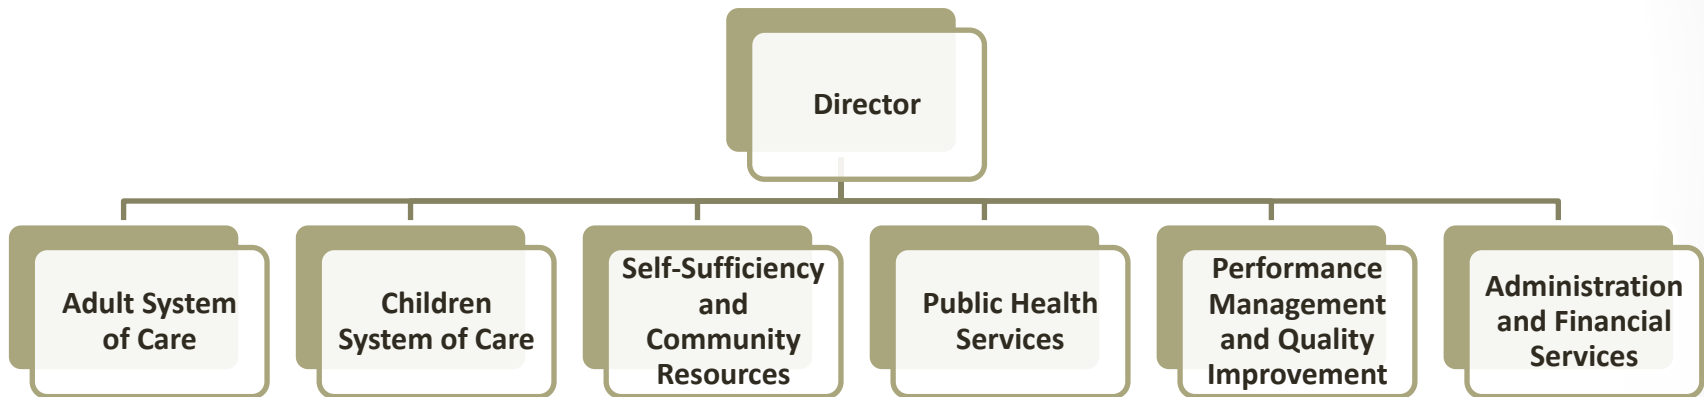 Director
Adult System
of Care
Children
System of Care
Self-Sufficiency
and
Community
Resources
Public Health
Services
Performance
Management
and Quality
Improvement
Administration
and Financial
Services